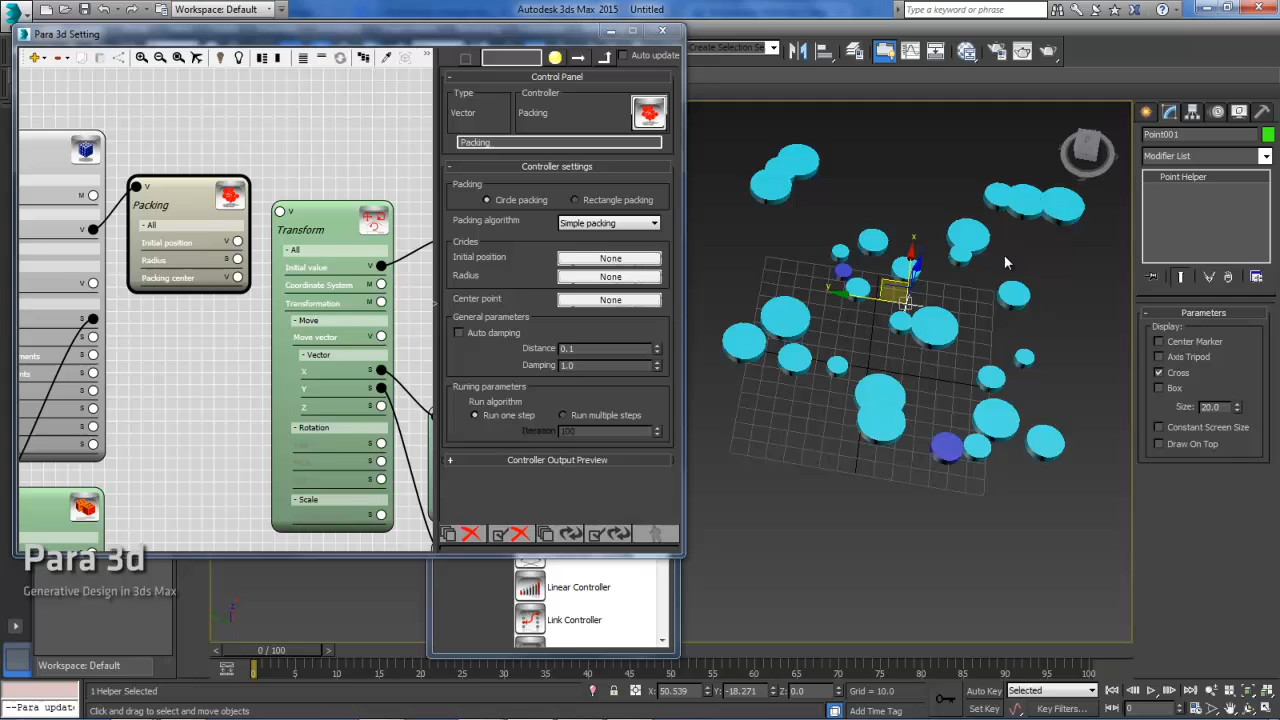 Workspace: Default
Autodesk 3ds Max 2015
Untitled
Type a keyword or phrase
Para 3d Setting
Create Selection Se
Auto update
Control Panel
Type
Vector
Controller
Packing
Packing_
Controller settings
Packing
Circle packing
Rectangle packing
Packing algorithm
Simple packing
Circles
Initial position
None
Radius
None
Center point
None
General parameters
Auto damping
Distance
0.1
Damping
1.0
Runing parameters
Run algorithm
Run one step
Run multiple steps
Iteration
100
Controller Output Preview
M
V
V
S
S
ements
S
nts
S
S
S
S
V
Packing
- All
Initial position V
Radius S
Packing center V
V
Transform
- All
Initial value V
Coordinate System M
Transformation M
- Move
Move vector V
- Vector
X S
Y S
Z S
- Rotation
S
S
S
- Scale
S
x
y
Point001
Modifier List
Point Helper
- Parameters
Display:
Center Marker
Axis Tripod
Cross
Box
Size: 20.0
Constant Screen Size
Draw On Top
Para 3d
Generative Design in 3ds Max
Linear Controller
Link Controller
z
Workspace: Default
0 / 100
0 5 10 15 20 25 30 35 40 45 50 55 60 65 70 75 80 85 90 95 100
1 Helper Selected
X: 50.539
Y: -18.271
Z: 0.0
Grid = 10.0
Auto Key
Selected
--Para updat
Click and drag to select and move objects
Add Time Tag
Set Key
Key Filters...
0